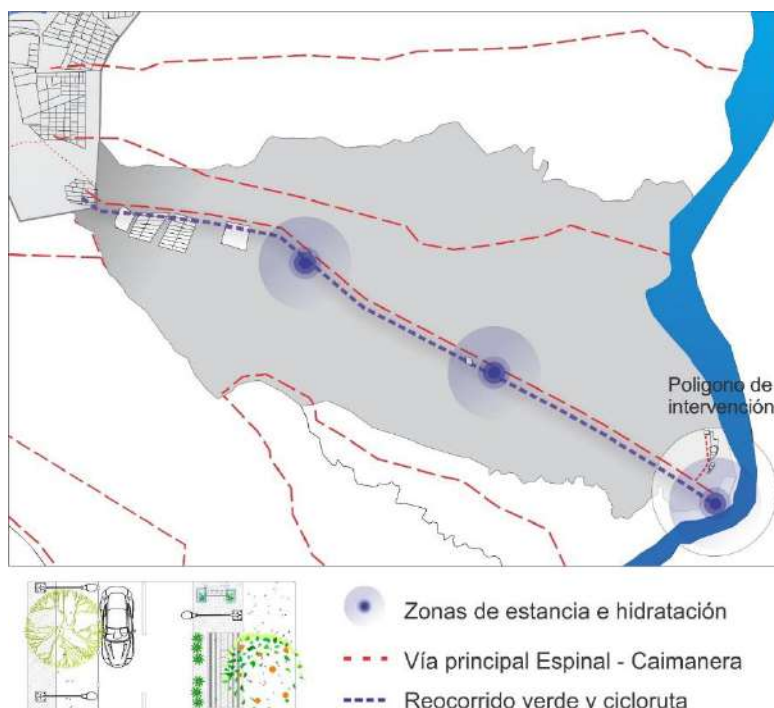 Poligono de
intervención
Zonas de estancia e hidratación
Vía principal Espinal - Caimanera
Reocorrido verde y cicloruta